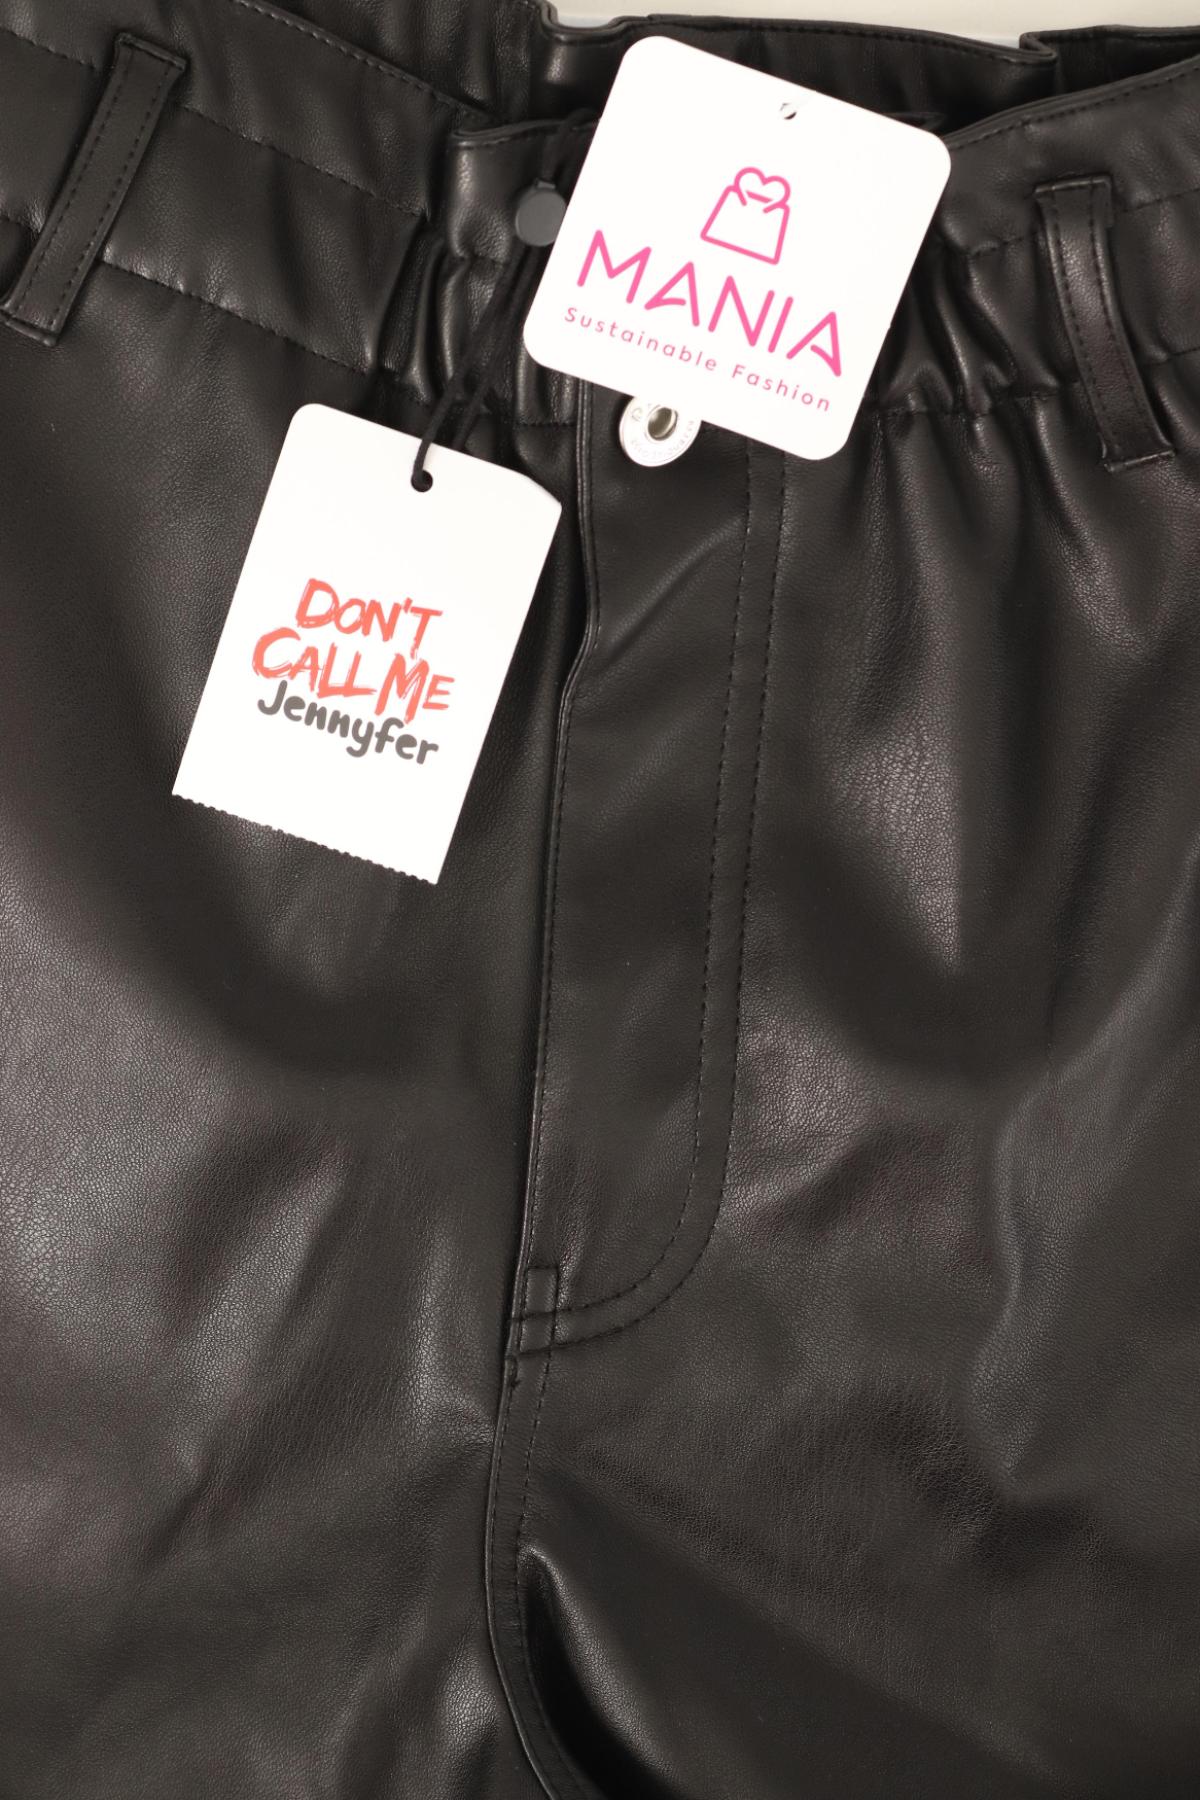 MANIA
Sustainable Fashion
DON'T
CALL ME
Jennyfer